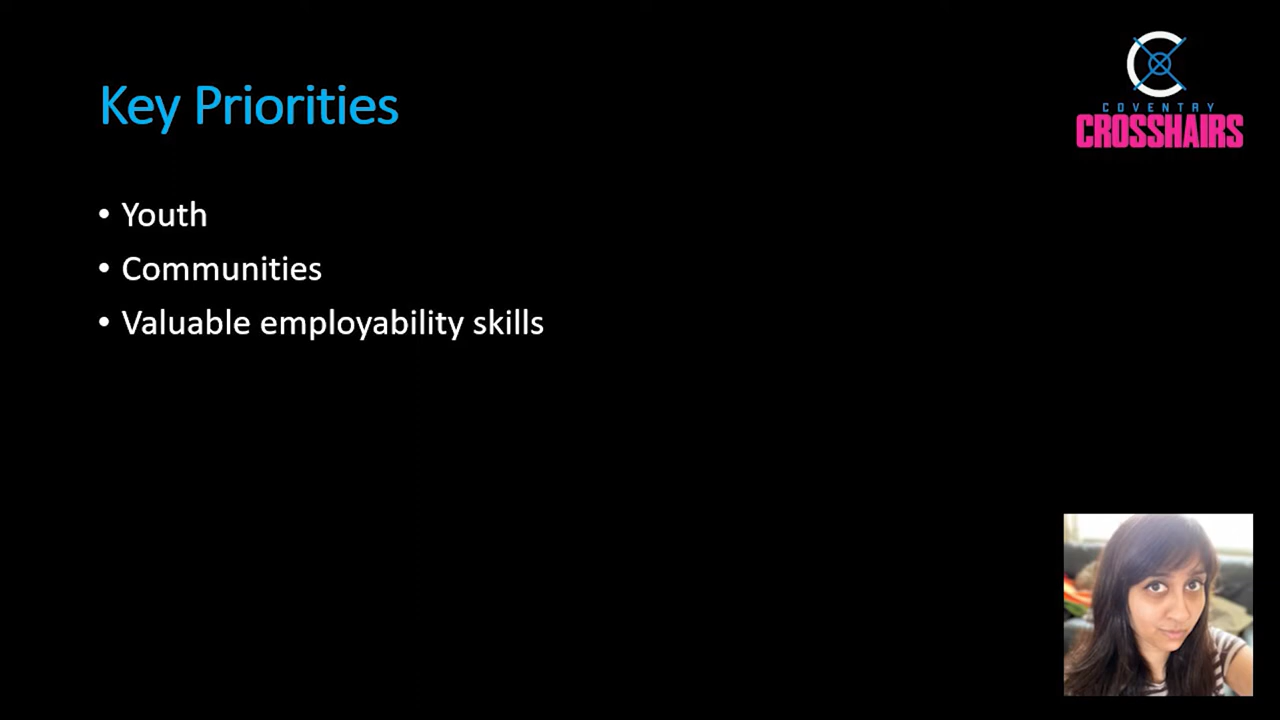 Key Priorities
COVENTRY
CROSSHAIRS
• Youth
• Communities
• Valuable employability skills